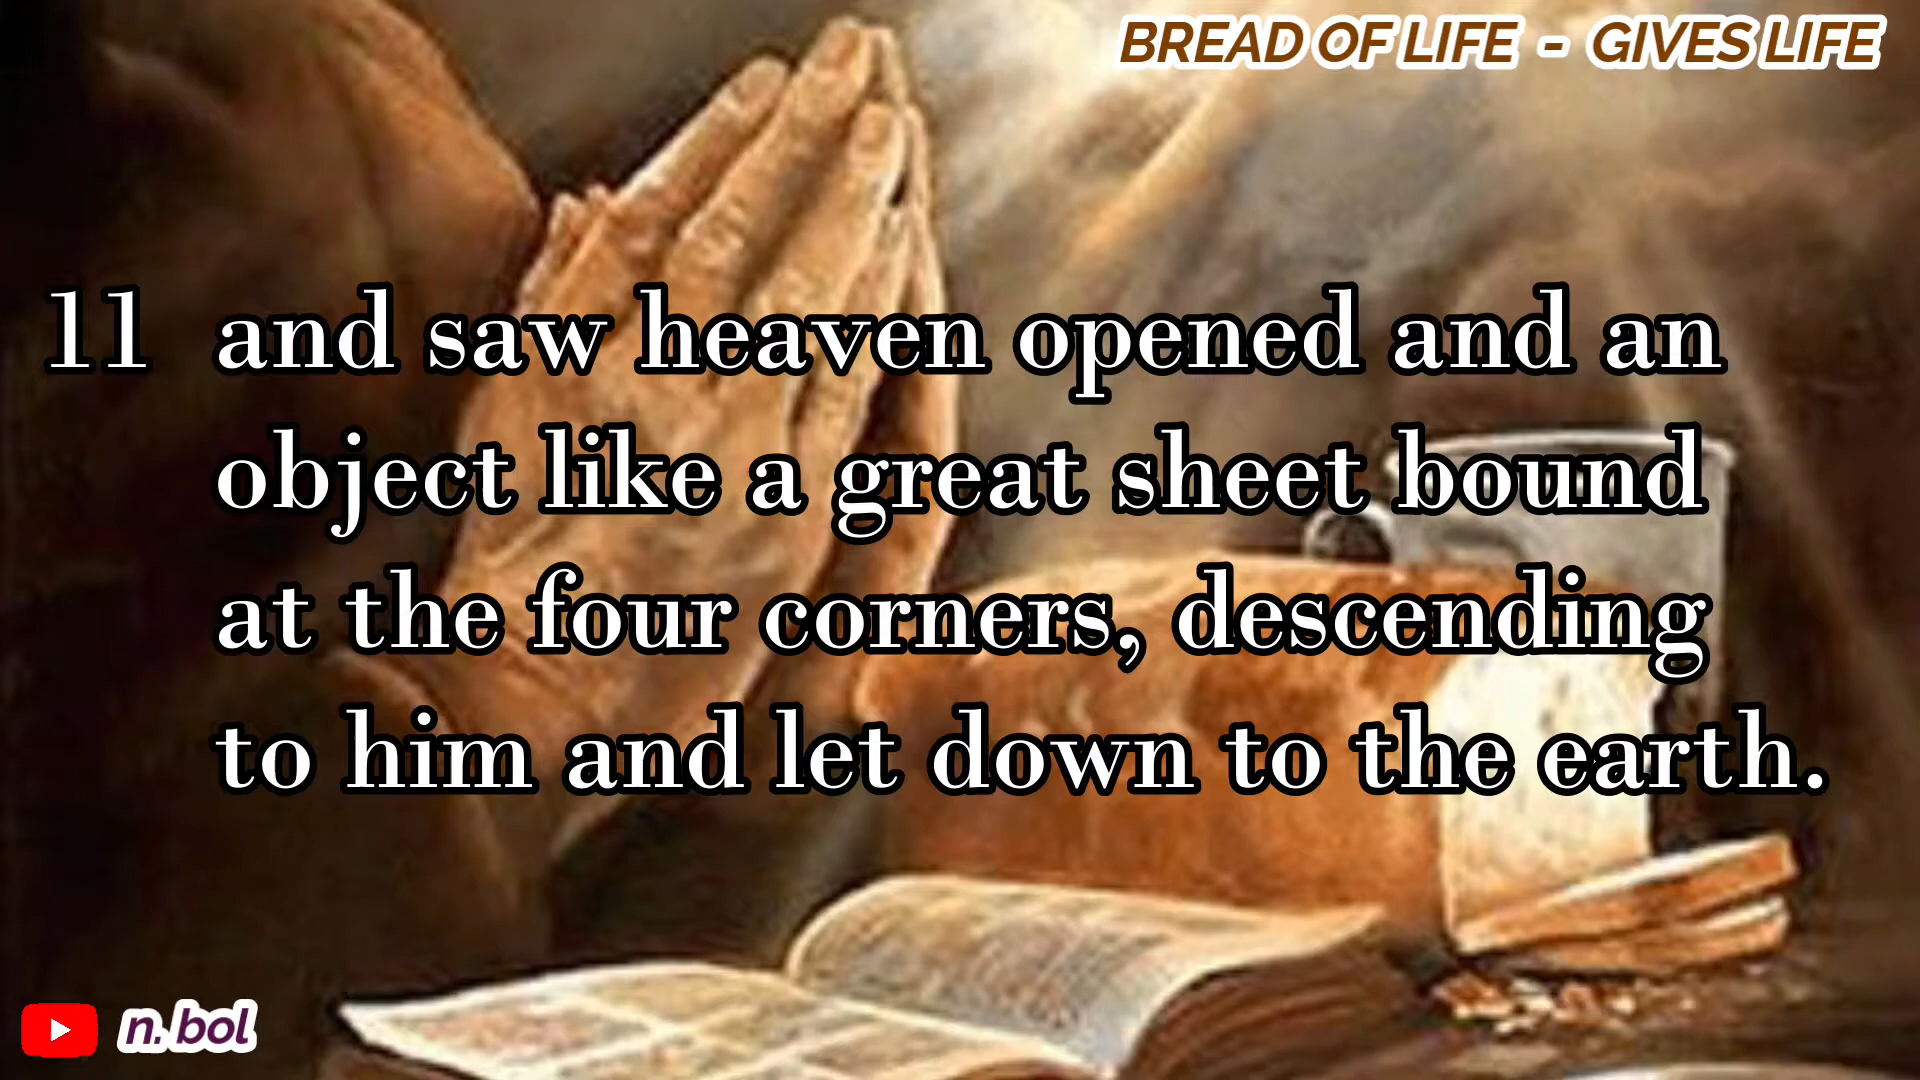 BREAD OF LIFE - GIVES LIFE
11 and saw heaven opened and an
object like a great sheet bound
at the four corners, descending
to him and let down to the earth.
n. bol